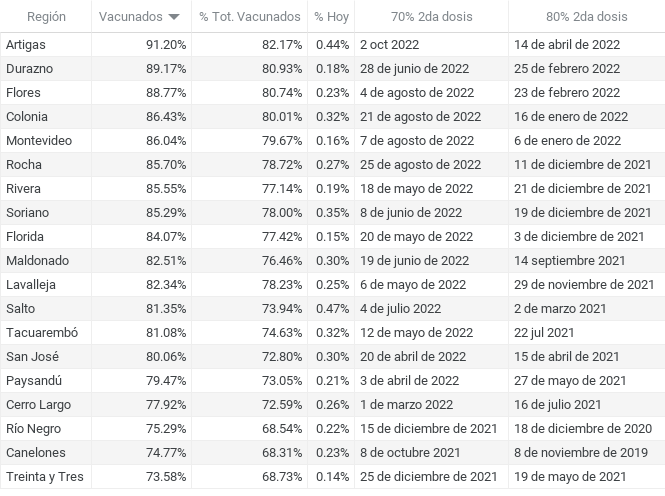 Región Vacunados % Tot. Vacunados % Hoy 70% 2da dosis 80% 2da dosis
Artigas 91.20% 82.17% 0.44% 2 oct 2022 14 de abril de 2022
Durazno 89.17% 80.93% 0.18% 28 de junio de 2022 25 de febrero 2022
Flores 88.77% 80.74% 0.23% 4 de agosto de 2022 23 de febrero 2022
Colonia 86.43% 80.01% 0.32% 21 de agosto de 2022 16 de enero de 2022
Montevideo 86.04% 79.67% 0.16% 7 de agosto de 2022 6 de enero de 2022
Rocha 85.70% 78.72% 0.27% 25 de agosto de 2022 11 de diciembre de 2021
Rivera 85.55% 77.14% 0.19% 18 de mayo de 2022 21 de diciembre de 2021
Soriano 85.29% 78.00% 0.35% 8 de junio de 2022 19 de diciembre de 2021
Florida 84.07% 77.42% 0.15% 20 de mayo de 2022 3 de diciembre de 2021
Maldonado 82.51% 76.46% 0.30% 19 de junio de 2022 14 septiembre 2021
Lavalleja 82.34% 78.23% 0.25% 6 de mayo de 2022 29 de noviembre de 2021
Salto 81.35% 73.94% 0.47% 4 de julio 2022 2 de marzo 2021
Tacuarembó 81.08% 74.63% 0.32% 12 de mayo de 2022 22 jul 2021
San José 80.06% 72.80% 0.30% 20 de abril de 2022 15 de abril de 2021
Paysandú 79.47% 73.05% 0.21% 3 de abril de 2022 27 de mayo de 2021
Cerro Largo 77.92% 72.59% 0.26% 1 de marzo 2022 16 de julio 2021
Río Negro 75.29% 68.54% 0.22% 15 de diciembre de 2021 18 de diciembre de 2020
Canelones 74.77% 68.31% 0.23% 8 de octubre 2021 8 de noviembre de 2019
Treinta y Tres 73.58% 68.73% 0.14% 25 de diciembre de 2021 19 de mayo de 2021